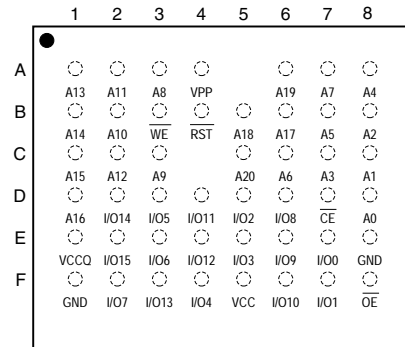 1 2 3 4 5 6 7 8
A
A13 A11 A8 VPP A19 A7 A4
B
A14 A10 WE RST A18 A17 A5 A2
C
A15 A12 A9 A20 A6 A3 A1
D
A16 I/O14 I/O5 I/O11 I/O2 I/O8 CE A0
E
VCCQ I/O15 I/O6 I/O12 I/O3 I/O9 I/O0 GND
F
GND I/O7 I/O13 I/O4 VCC I/O10 I/O1 OE